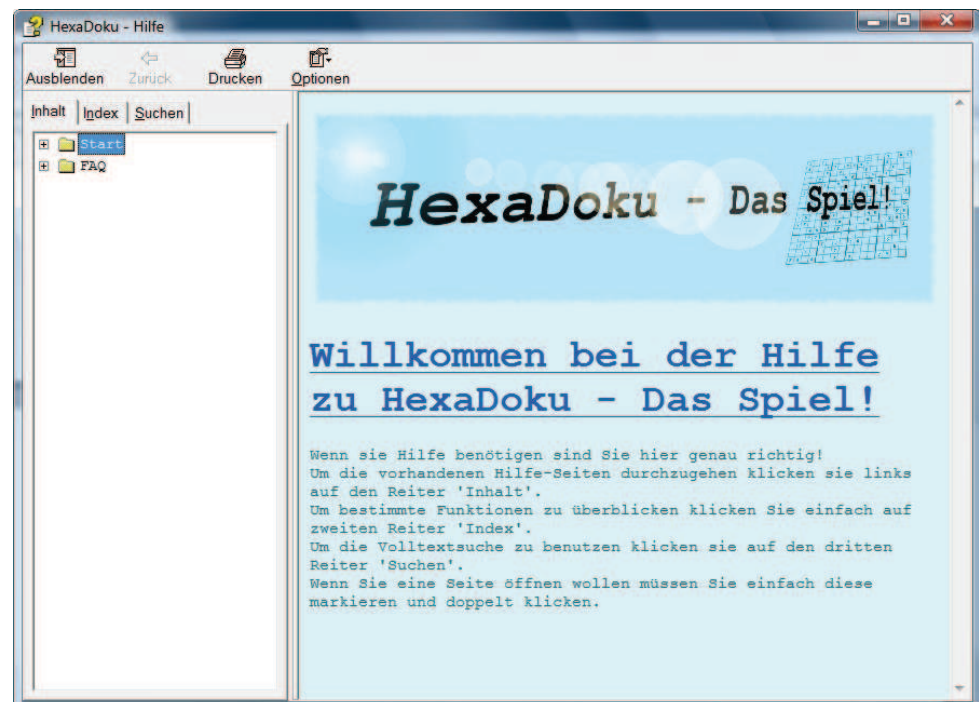 HexaDoku - Hilfe
Ausblenden Zurück Drucken Optionen
Inhalt Index Suchen
Start
FAQ
HexaDoku - Das Spiel!
Willkommen bei der Hilfe
zu HexaDoku - Das Spiel!
Wenn sie Hilfe benötigen sind Sie hier genau richtig!
Um die vorhandenen Hilfe-Seiten durchzugehen klicken sie links
auf den Reiter 'Inhalt'.
Um bestimmte Funktionen zu überblicken klicken Sie einfach auf
zweiten Reiter 'Index'.
Um die Volltextsuche zu benutzen klicken sie auf den dritten
Reiter 'Suchen'.
Wenn Sie eine Seite öffnen wollen müssen Sie einfach diese
markieren und doppelt klicken.